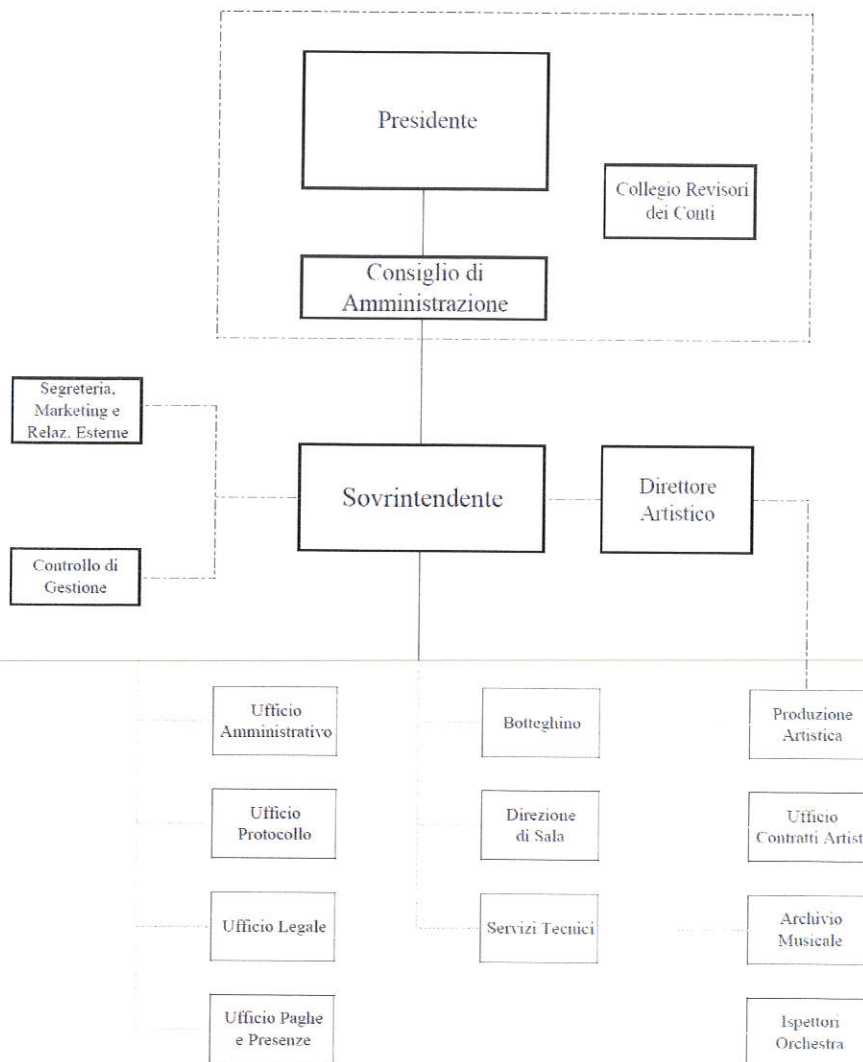 Presidente
Collegio Revisori
dei Conti
Consiglio di
Amministrazione
Segreteria,
Marketing e
Relaz. Esterne
Sovrintendente
Direttore
Artistico
Controllo di
Gestione
Ufficio
Amministrativo
Botteghino
Produzione
Artistica
Ufficio
Protocollo
Direzione
di Sala
Ufficio
Contratti Artist
Ufficio Legale
Servizi Tecnici
Archivio
Musicale
Ufficio Paghe
e Presenze
Ispettori
Orchestra